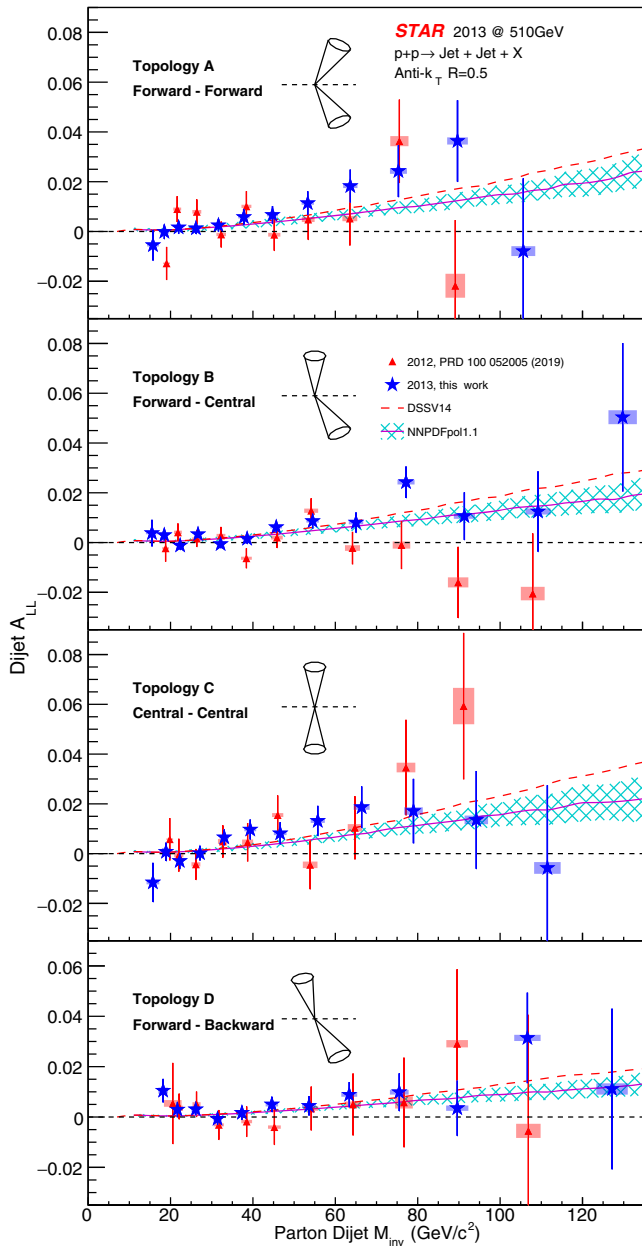 0.08
STAR 2013 @ 510GeV
p+p→ Jet + Jet + X
Anti-k_T R=0.5
Topology A
Forward - Forward
0.06
0.04
0.02
0
−0.02
0.08
Topology B
Forward - Central
2012, PRD 100 052005 (2019)
2013, this work
DSSV14
NNPDFpol1.1
0.06
0.04
0.02
0
−0.02
Dijet A_LL
0.08
Topology C
Central - Central
0.06
0.04
0.02
0
−0.02
Topology D
Forward - Backward
0.06
0.04
0.02
0
−0.02
0 20 40 60 80 100 120
Parton Dijet M_inv (GeV/c²)